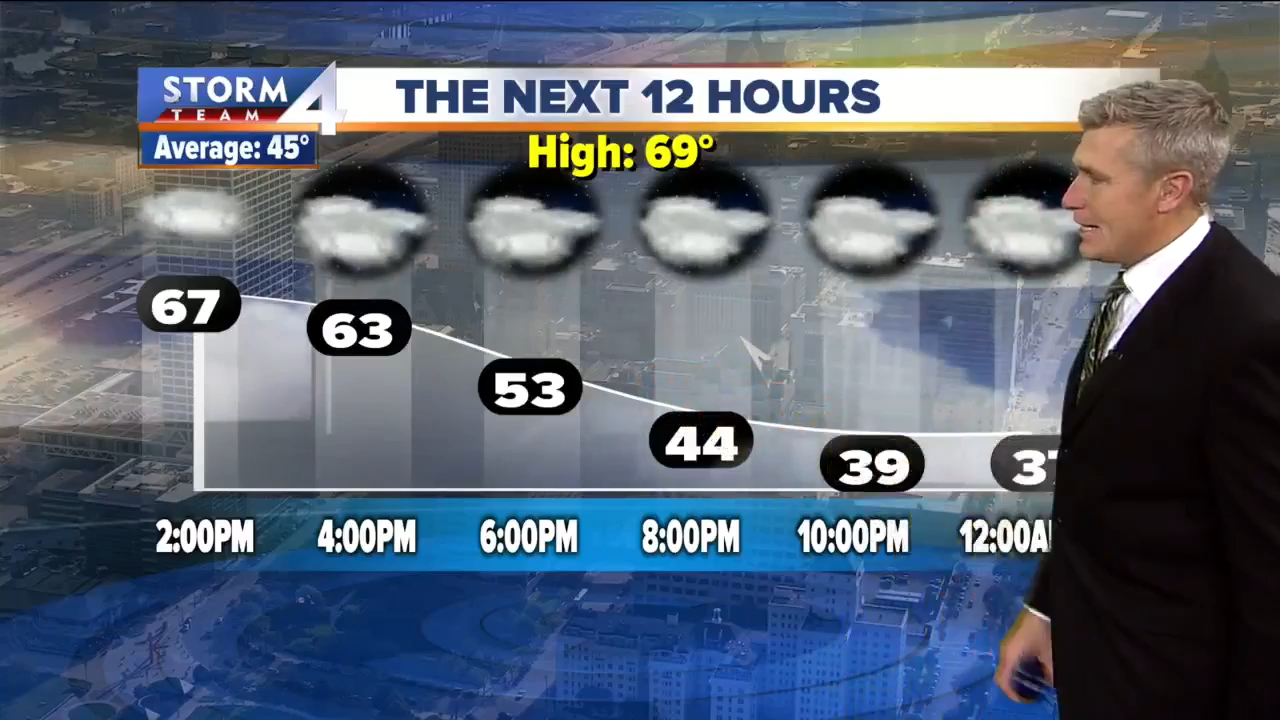 STORM
TEAM 4
THE NEXT 12 HOURS
Average: 45°
High: 69°
67
63
53
44
39
2:00PM
4:00PM
6:00PM
8:00PM
10:00PM